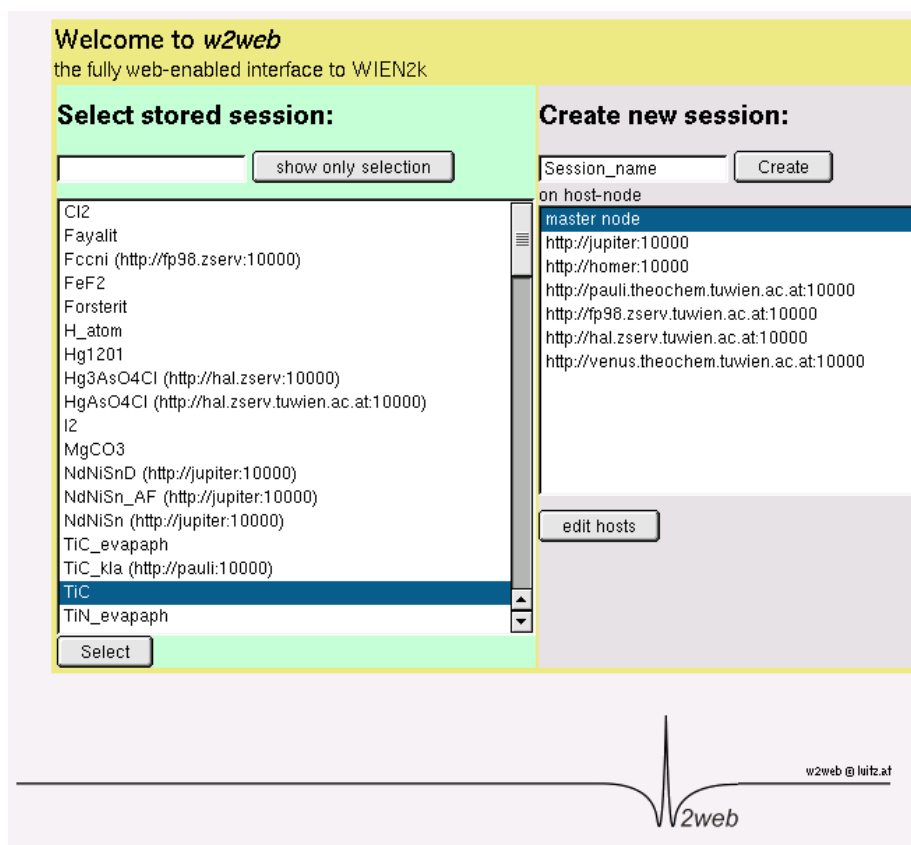 Welcome to w2web
the fully web-enabled interface to WIEN2k
Select stored session:
show only selection
Cl2
Fayalit
Fccni (http://fp98.zserv:10000)
FeF2
Forsterit
H_atom
Hg1201
Hg3AsO4Cl (http://hal.zserv:10000)
HgAsO4Cl (http://hal.zserv.tuwien.ac.at:10000)
I2
MgCO3
NdNiSnD (http://jupiter:10000)
NdNiSn_AF (http://jupiter:10000)
NdNiSn (http://jupiter:10000)
TiC_evapaph
TiC_kla (http://pauli:10000)
TiC
TiN_evapaph
Select
Create new session:
Session_name Create
on host-node
master node
http://jupiter:10000
http://homer:10000
http://pauli.theochem.tuwien.ac.at:10000
http://fp98.zserv.tuwien.ac.at:10000
http://hal.zserv.tuwien.ac.at:10000
http://venus.theochem.tuwien.ac.at:10000
edit hosts
w2web @ luitz.at
W2web